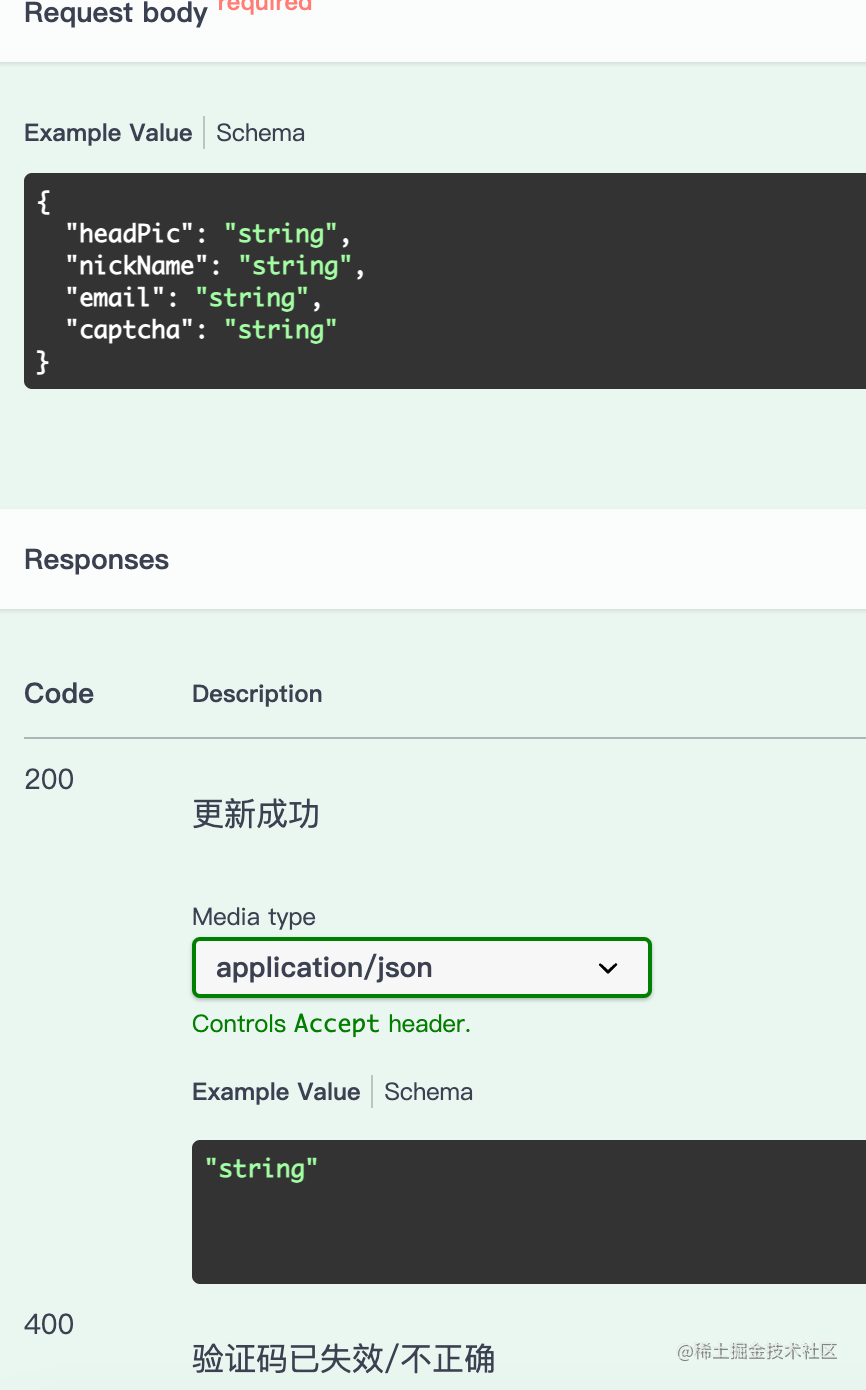 Request body required
Example Value Schema
{
"headPic": "string",
"nickName": "string",
"email": "string",
"captcha": "string"
}
Responses
Code Description
200
更新成功
Media type
application/json
Controls Accept header.
Example Value Schema
"string"
400
验证码已失效/不正确
@稀土掘金技术社区